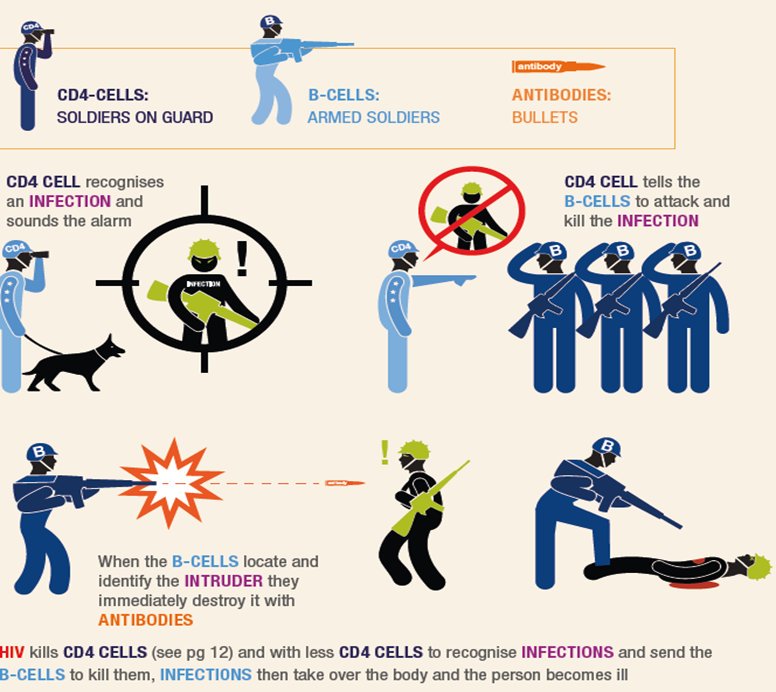 CD4
B
antibody
CD4-CELLS:
SOLDIERS ON GUARD
B-CELLS:
ARMED SOLDIERS
ANTIBODIES:
BULLETS
CD4 CELL recognises
an INFECTION and
sounds the alarm
CD4
!
INFECTION
CD4
CD4 CELL tells the
B-CELLS to attack and
kill the INFECTION
B
B
B
B
antibody
!
B
When the B-CELLS locate and
identify the INTRUDER they
immediately destroy it with
ANTIBODIES
HIV kills CD4 CELLS (see pg 12) and with less CD4 CELLS to recognise INFECTIONS and send the
B-CELLS to kill them, INFECTIONS then take over the body and the person becomes ill